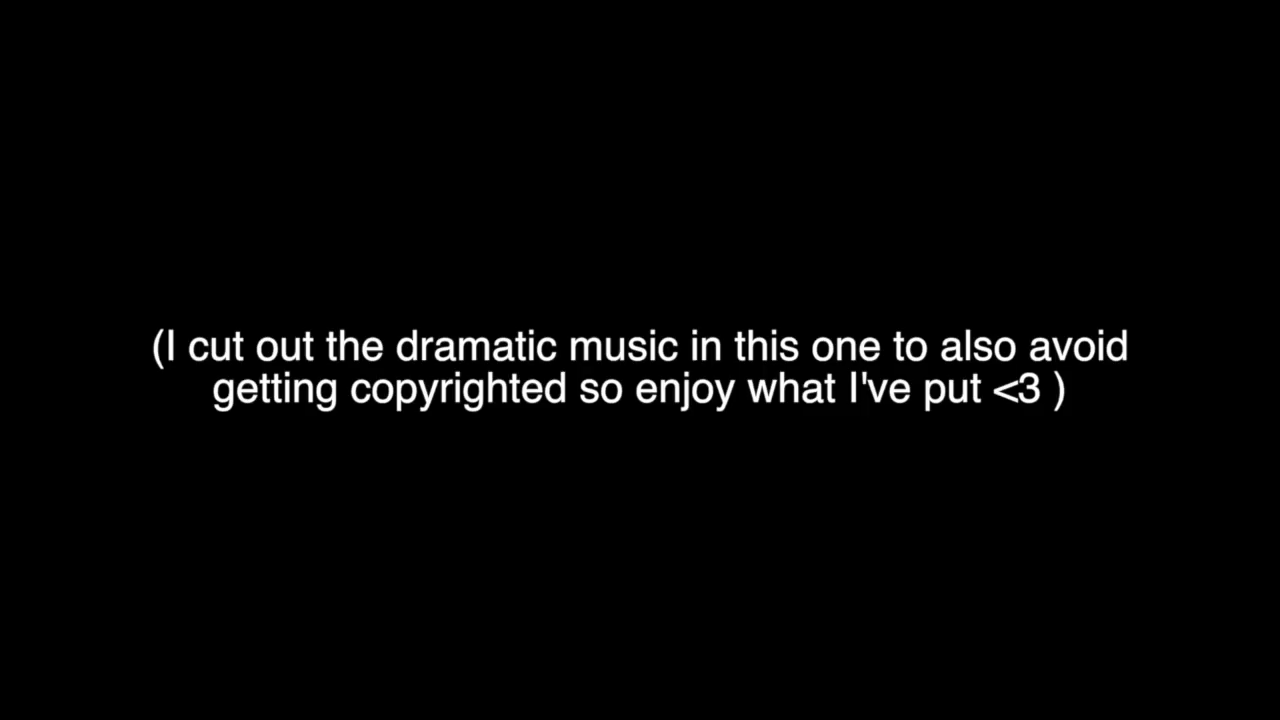 (I cut out the dramatic music in this one to also avoid
getting copyrighted so enjoy what I've put <3 )